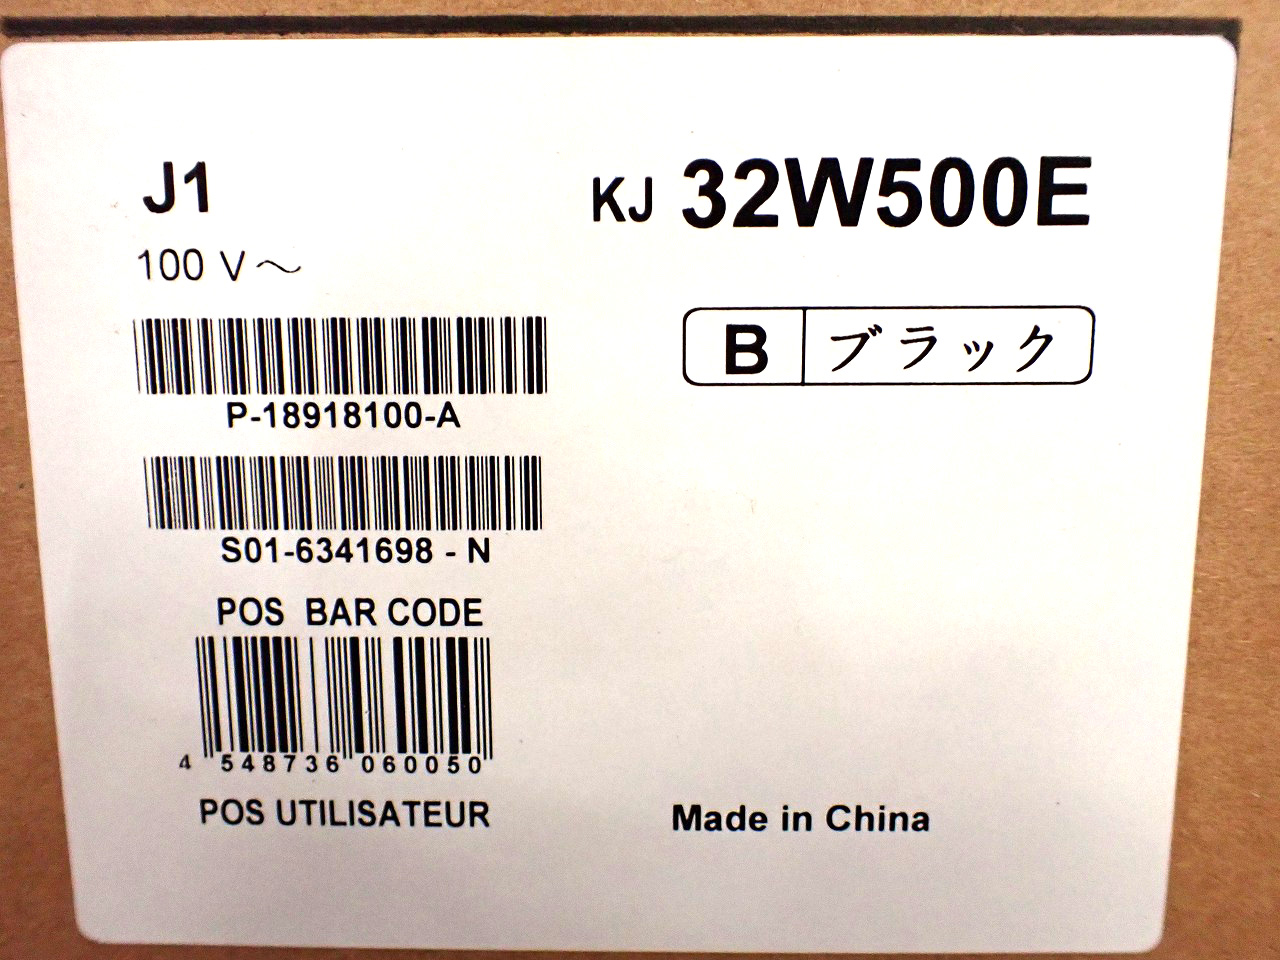 J1
KJ 32W500E
100 V～
B ブラック
P-18918100-A
S01-6341698 - N
POS BAR CODE
4 548736 060050
POS UTILISATEUR
Made in China